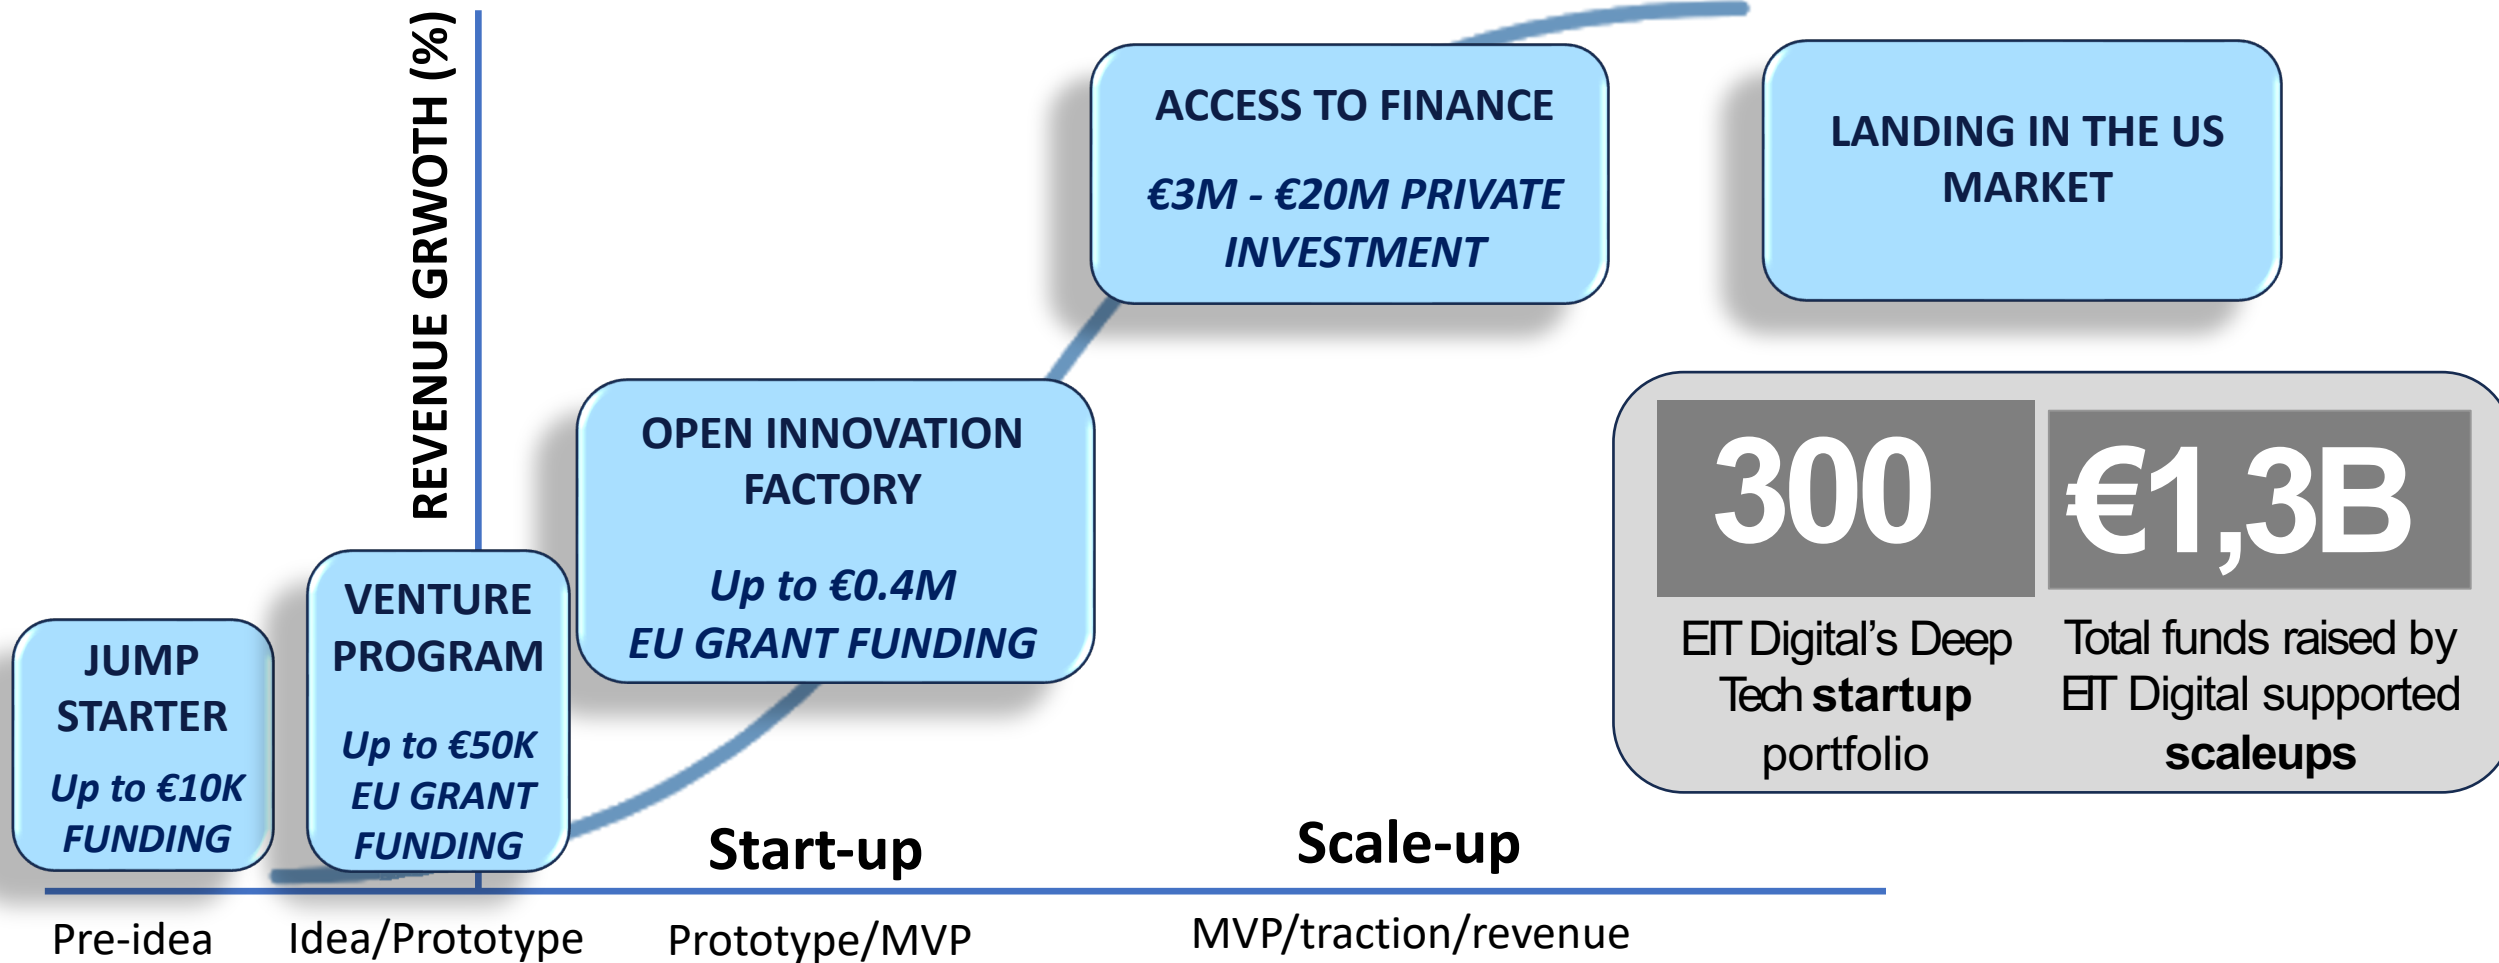 REVENUE GRWOTH (%)
JUMP
STARTER
Up to €10K
FUNDING
VENTURE
PROGRAM
Up to €50K
EU GRANT
FUNDING
OPEN INNOVATION
FACTORY
Up to €0.4M
EU GRANT FUNDING
ACCESS TO FINANCE
€3M - €20M PRIVATE
INVESTMENT
LANDING IN THE US
MARKET
300
EIT Digital’s Deep
Tech startup
portfolio
€1,3B
Total funds raised by
EIT Digital supported
scaleups
Start-up
Scale-up
Pre-idea
Idea/Prototype
Prototype/MVP
MVP/traction/revenue